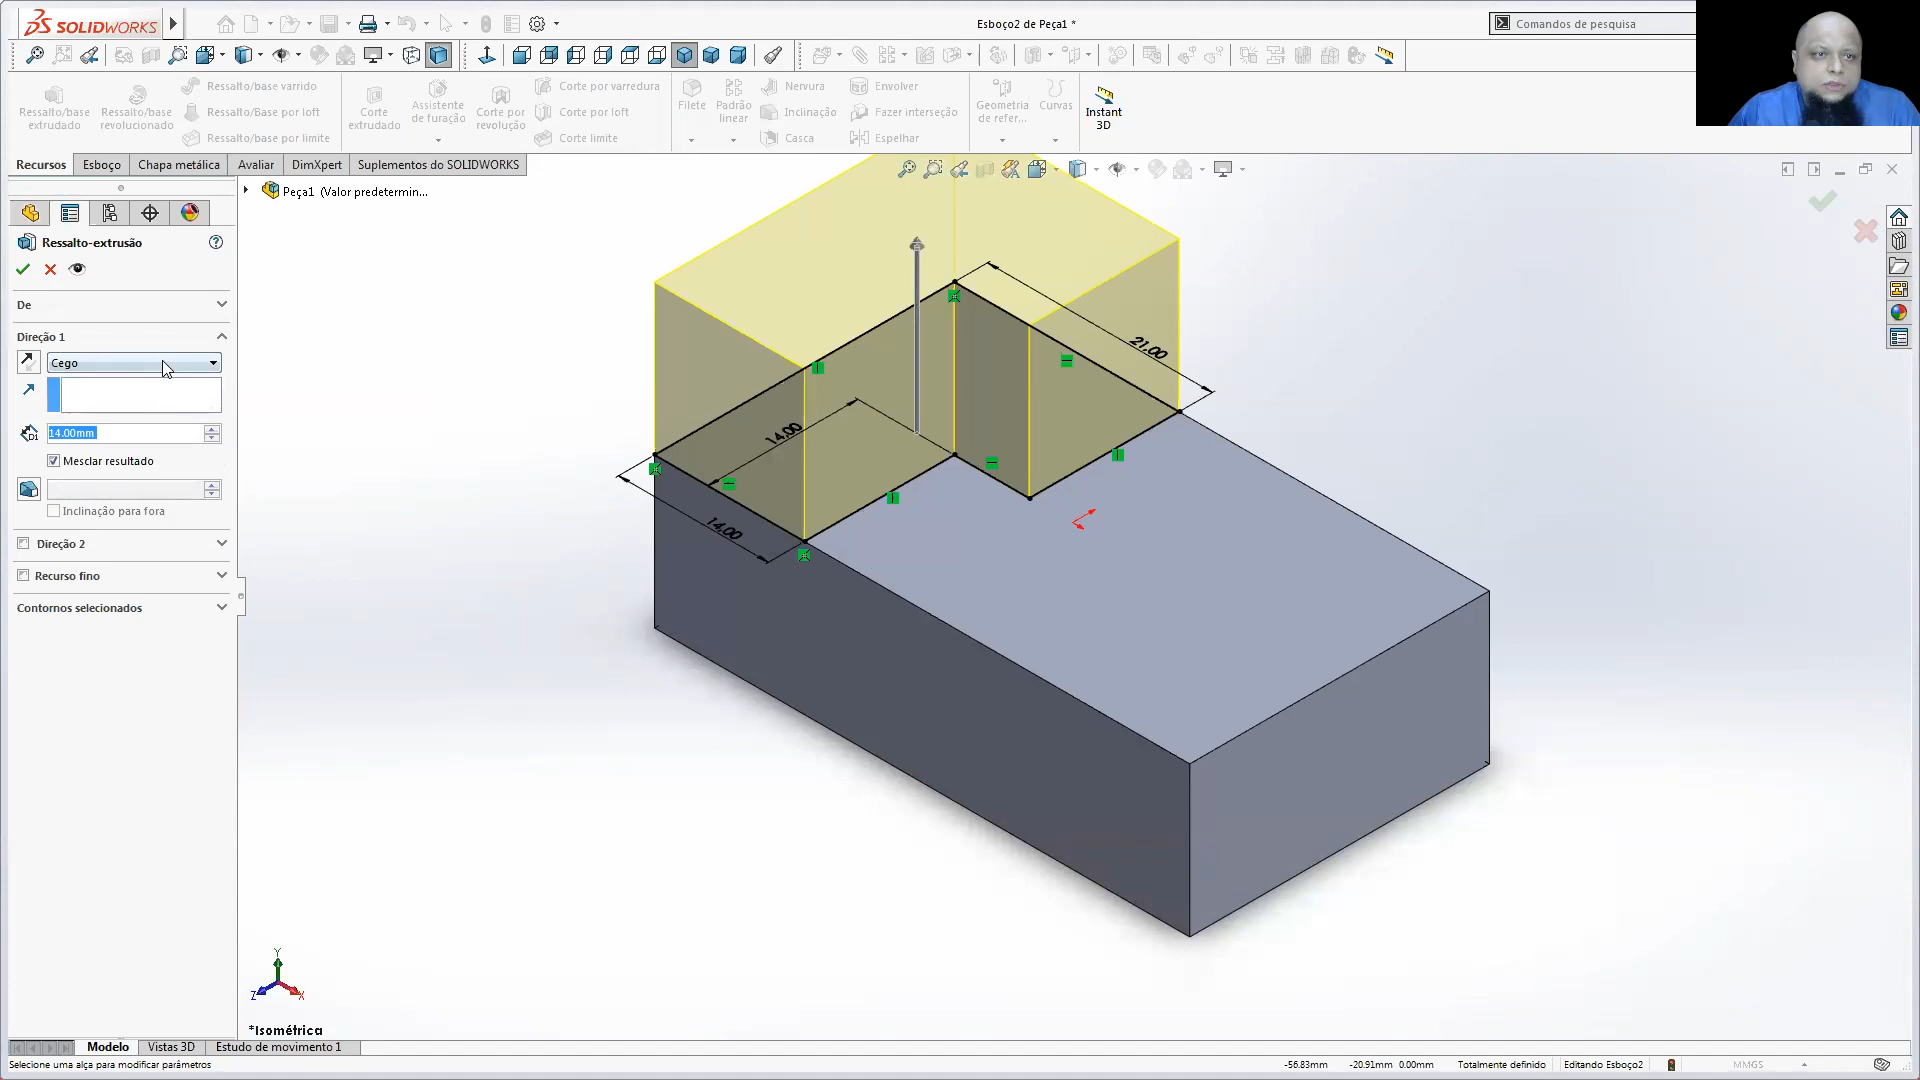 SOLIDWORKS
Esboço2 de Peça1 *
Comandos de pesquisa
Ressalto/base extrudado
Ressalto/base revolucionado
Ressalto/base varrido
Ressalto/base por loft
Ressalto/base por limite
Corte extrudado
Assistente de furação
Corte por revolução
Corte por varredura
Corte por loft
Corte limite
Filete
Padrão linear
Nervura
Inclinação
Casca
Envolver
Fazer interseção
Espelhar
Geometria de refer...
Curvas
Instant 3D
Recursos
Esboço
Chapa metálica
Avaliar
DimXpert
Suplementos do SOLIDWORKS
Peça1 (Valor predetermin...
Ressalto-extrusão
De
Direção 1
Cego
14.00mm
Mesclar resultado
Inclinação para fora
Direção 2
Recurso fino
Contornos selecionados
21,00
14,00
14,00
Y
Z
X
*Isométrica
Modelo
Vistas 3D
Estudo de movimento 1
Selecione uma alça para modificar parâmetros
-56.83mm
-20.91mm 0.00mm
Totalmente definido
Editando Esboço2
MMGS